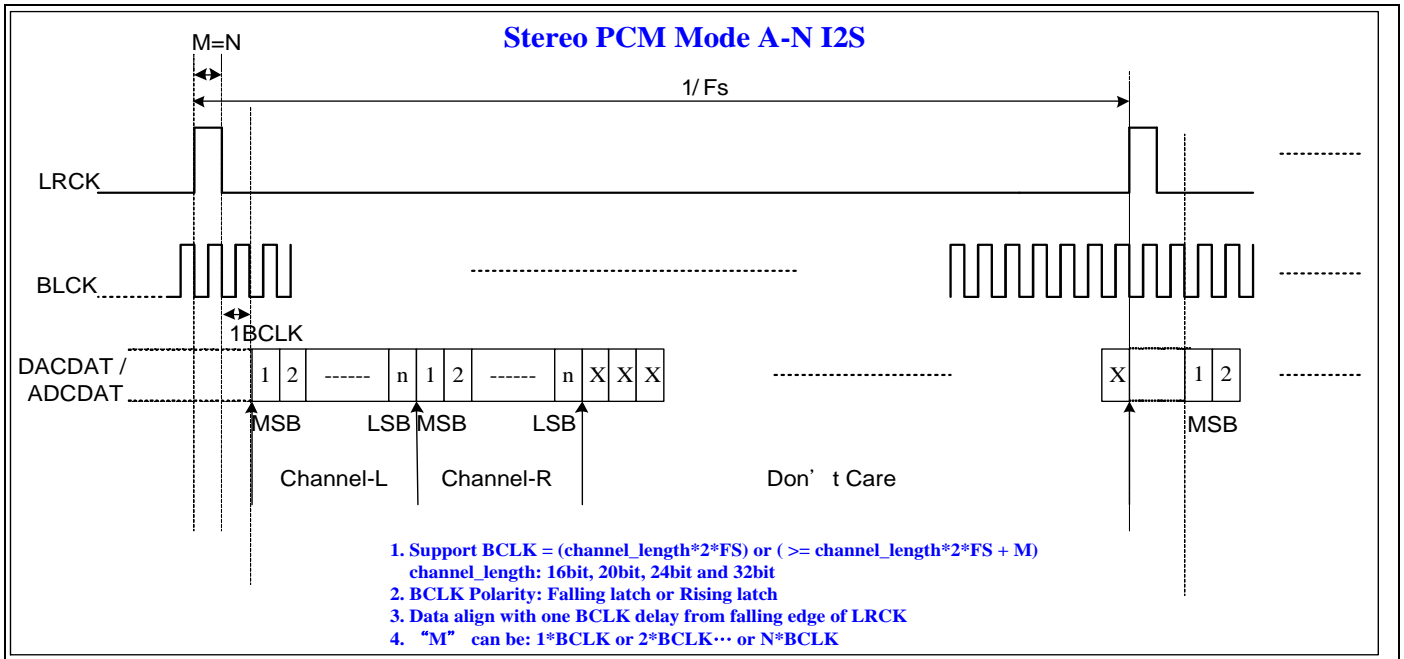 Stereo PCM Mode A-N I2S
M=N
1/ Fs
LRCK
BLCK
1BCLK
DACDAT /
ADCDAT
1 2 ------ n 1 2 ------ n X X X X 1 2
MSB LSB MSB LSB MSB
Channel-L Channel-R Don’ t Care
1. Support BCLK = (channel_length*2*FS) or ( >= channel_length*2*FS + M)
channel_length: 16bit, 20bit, 24bit and 32bit
2. BCLK Polarity: Falling latch or Rising latch
3. Data align with one BCLK delay from falling edge of LRCK
4. “M” can be: 1*BCLK or 2*BCLK··· or N*BCLK